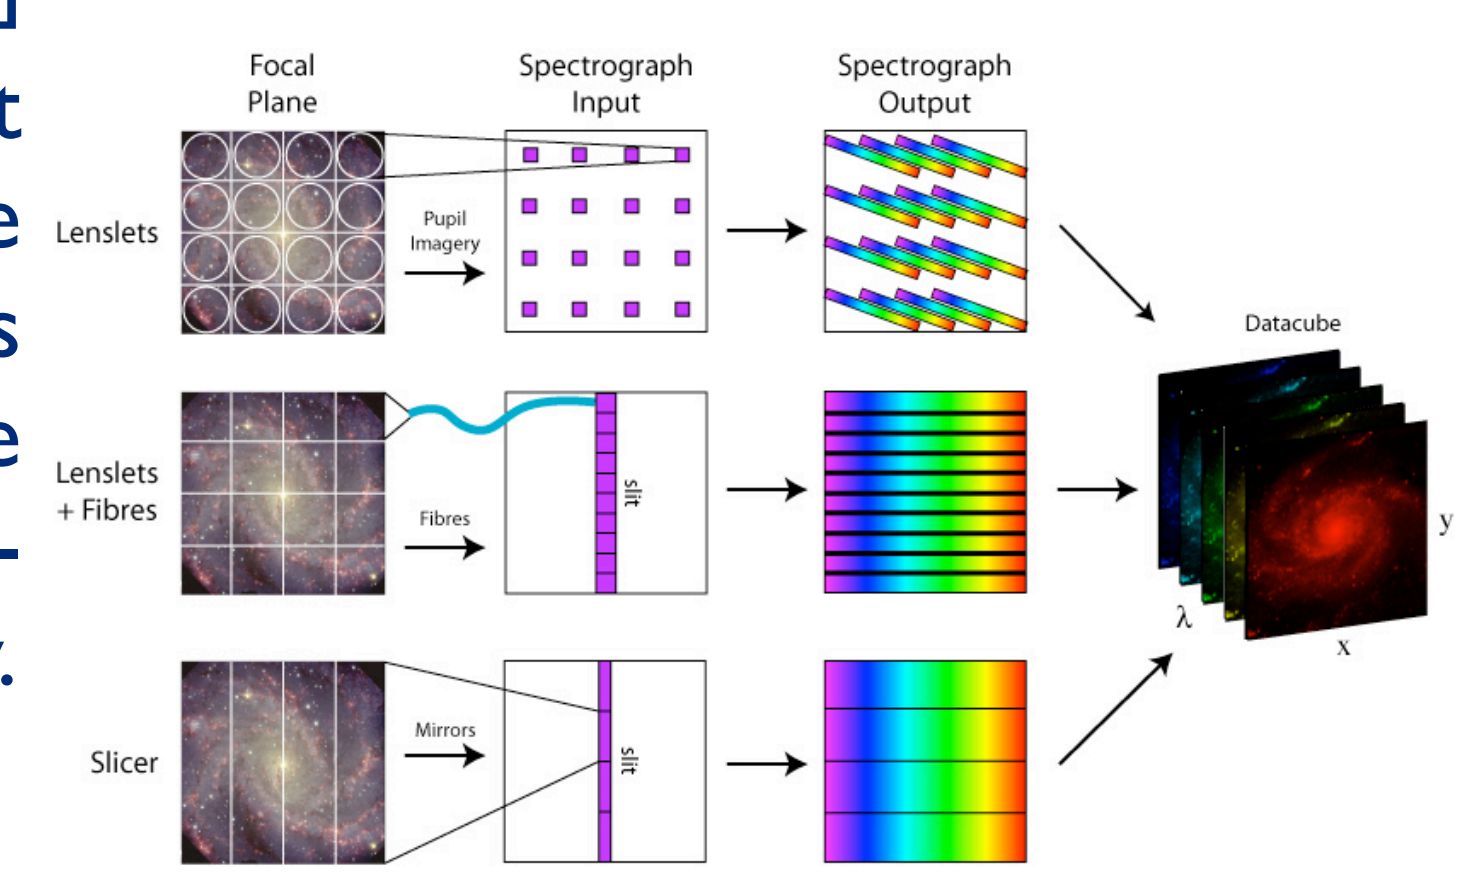 t
e
s
e
y.
Focal
Plane
Spectrograph
Input
Spectrograph
Output
Lenslets
Pupil
Imagery
Datacube
Lenslets
+ Fibres
Fibres
slit
y
λ
x
Slicer
Mirrors
slit